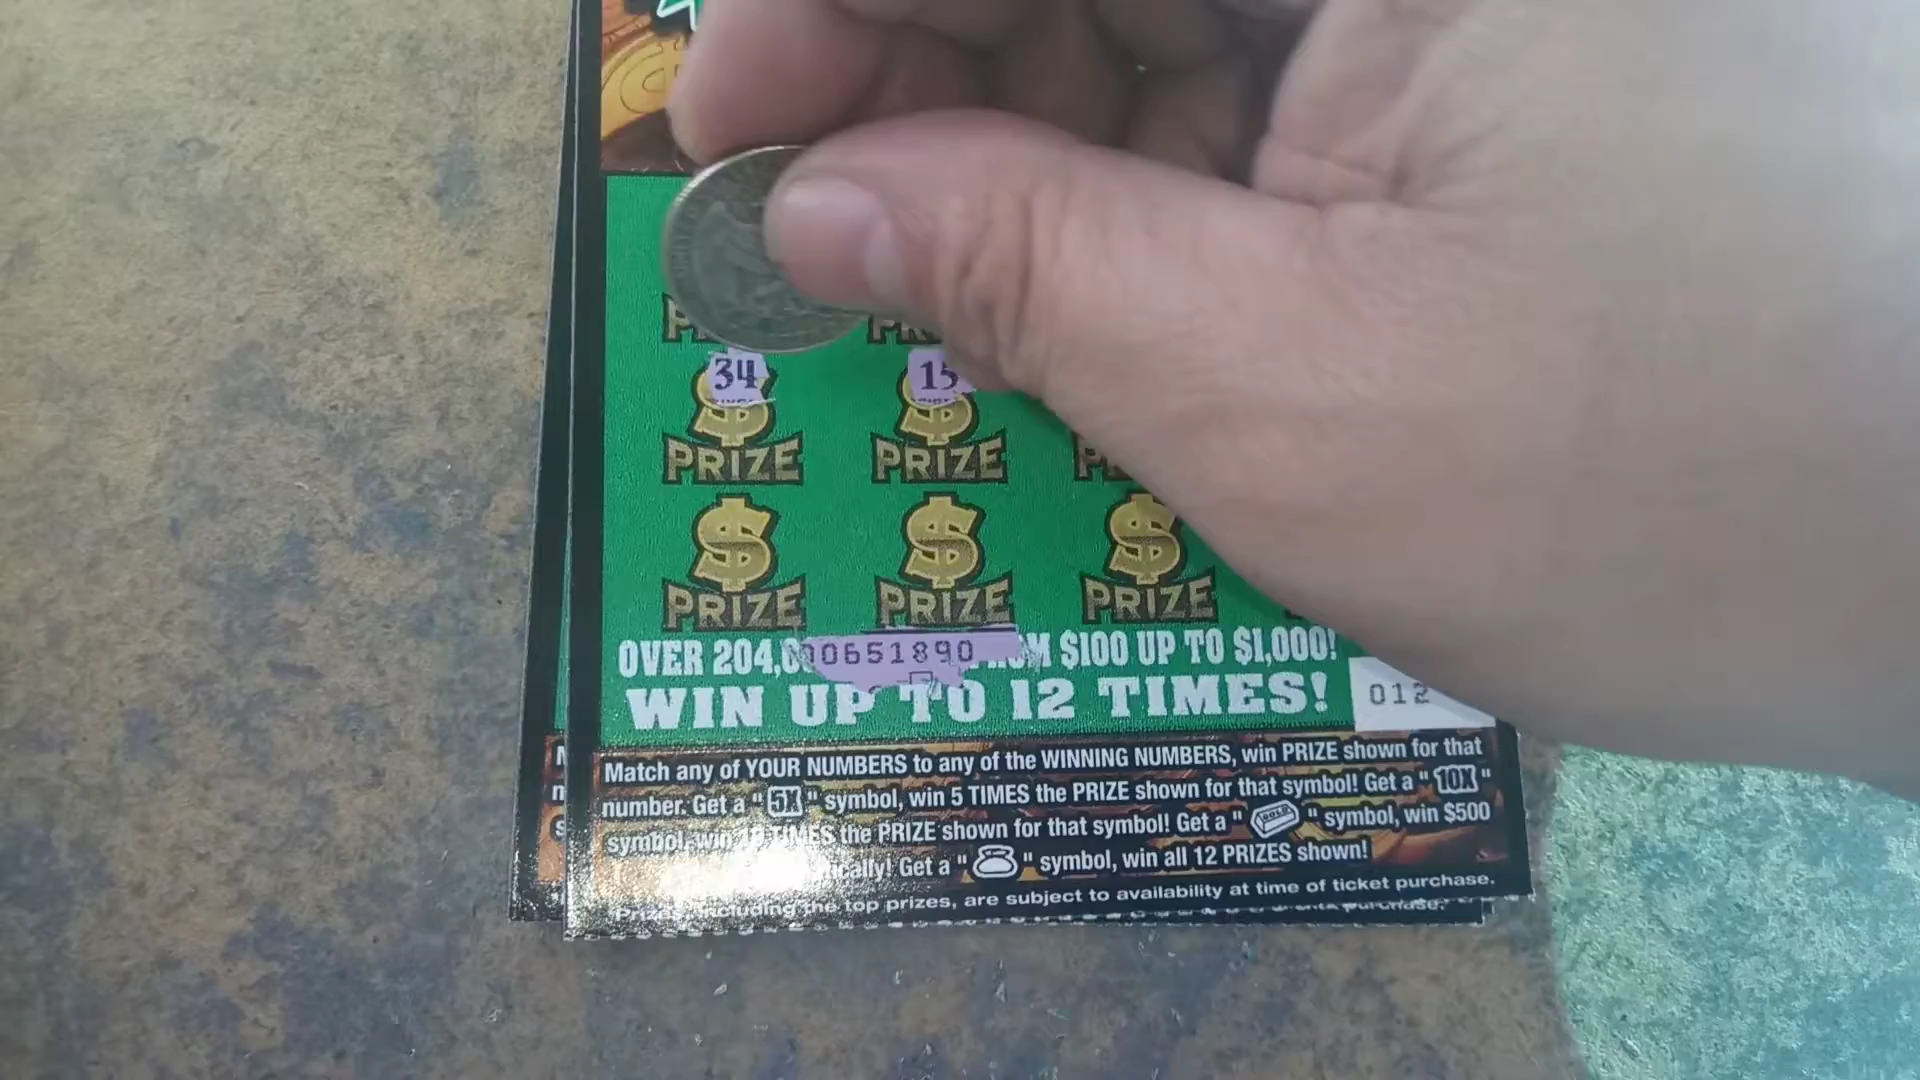 34 15
PRIZE PRIZE
PRIZE PRIZE PRIZE
OVER 204, 00651890 $100 UP TO $1,000!
WIN UP TO 12 TIMES! 012
Match any of YOUR NUMBERS to any of the WINNING NUMBERS, win PRIZE shown for that
number. Get a "5X" symbol, win 5 TIMES the PRIZE shown for that symbol! Get a "10X"
symbol, win 10 TIMES the PRIZE shown for that symbol! Get a "GOLD" symbol, win $500
Get a " " symbol, win all 12 PRIZES shown!
Prizes, including the top prizes, are subject to availability at time of ticket purchase.